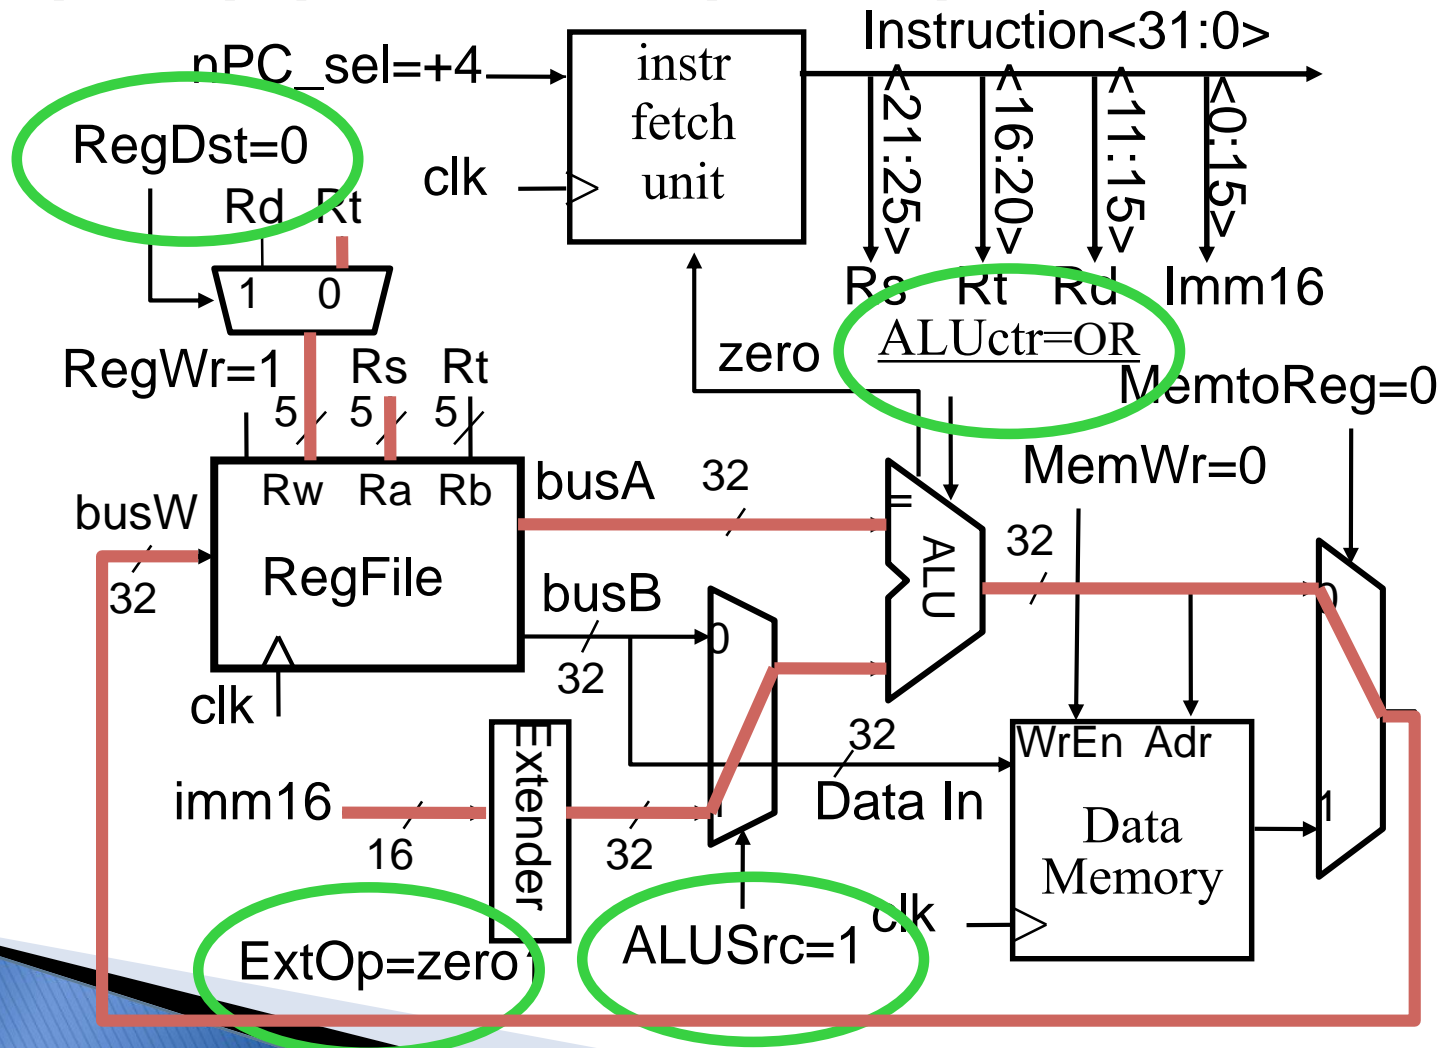 Instruction<31:0>
nPC_sel=+4
instr
fetch
unit
<21:25>
<16:20>
<11:15>
<0:15>
RegDst=0
clk
Rd
Rt
1
0
Rs
Rt
Rd
Imm16
ALUctr=OR
zero
RegWr=1
Rs
Rt
MemtoReg=0
5
5
5
MemWr=0
busW
Rw
Ra
Rb
busA
32
=
ALU
32
32
RegFile
busB
0
0
32
clk
Extender
32
WrEn
Adr
imm16
1
Data In
1
16
32
Data
Memory
clk
ExtOp=zero
ALUSrc=1